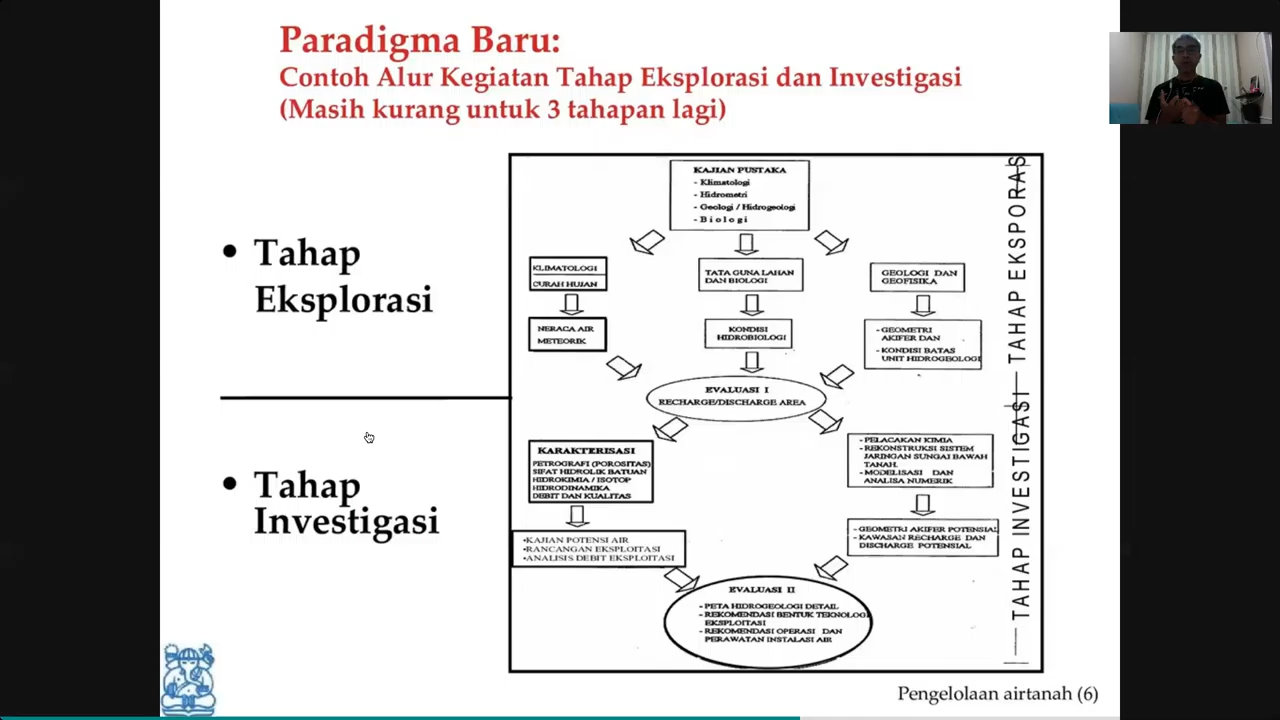 Paradigma Baru:
Contoh Alur Kegiatan Tahap Eksplorasi dan Investigasi
(Masih kurang untuk 3 tahapan lagi)
• Tahap
Eksplorasi
• Tahap
Investigasi
KAJIAN PUSTAKA
- Klimatologi
- Hidrometri
- Geologi / Hidrogeologi
- Biologi
KLIMATOLOGI
CURAH HUJAN
TATA GUNA LAHAN
DAN BIOLOGI
GEOLOGI DAN
GEOFISIKA
NERACA AIR
METEORIK
KONDISI
HIDROBIOLOGI
- GEOMETRI
AKIFER DAN
- KONDISI BATAS
UNIT HIDROGEOLOGI
EVALUASI I
RECHARGE/DISCHARGE AREA
KARAKTERISASI
PETROGRAFI (POROSITAS)
SIFAT HIDROLIK BATUAN
HIDROKIMIA / ISOTOP
HIDRODINAMIKA
DEBIT DAN KUALITAS
- PELACAKAN KIMIA
- REKONSTRUKSI SISTEM
JARINGAN SUNGAI BAWAH
TANAH.
- MODELISASI DAN
ANALISA NUMERIK
•KAJIAN POTENSI AIR
•RANCANGAN EKSPLOITASI
•ANALISIS DEBIT EKSPLOITASI
- GEOMETRI AKIFER POTENSIAL
- KAWASAN RECHARGE DAN
DISCHARGE POTENSIAL
EVALUASI II
- PETA HIDROGEOLOGI DETAIL
- REKOMENDASI BENTUK TEKNOLOGI
EKSPLOITASI
- REKOMENDASI OPERASI DAN
PERAWATAN INSTALASI AIR
TAHAP EKSPORAS
TAHAP INVESTIGASI
Pengelolaan airtanah (6)